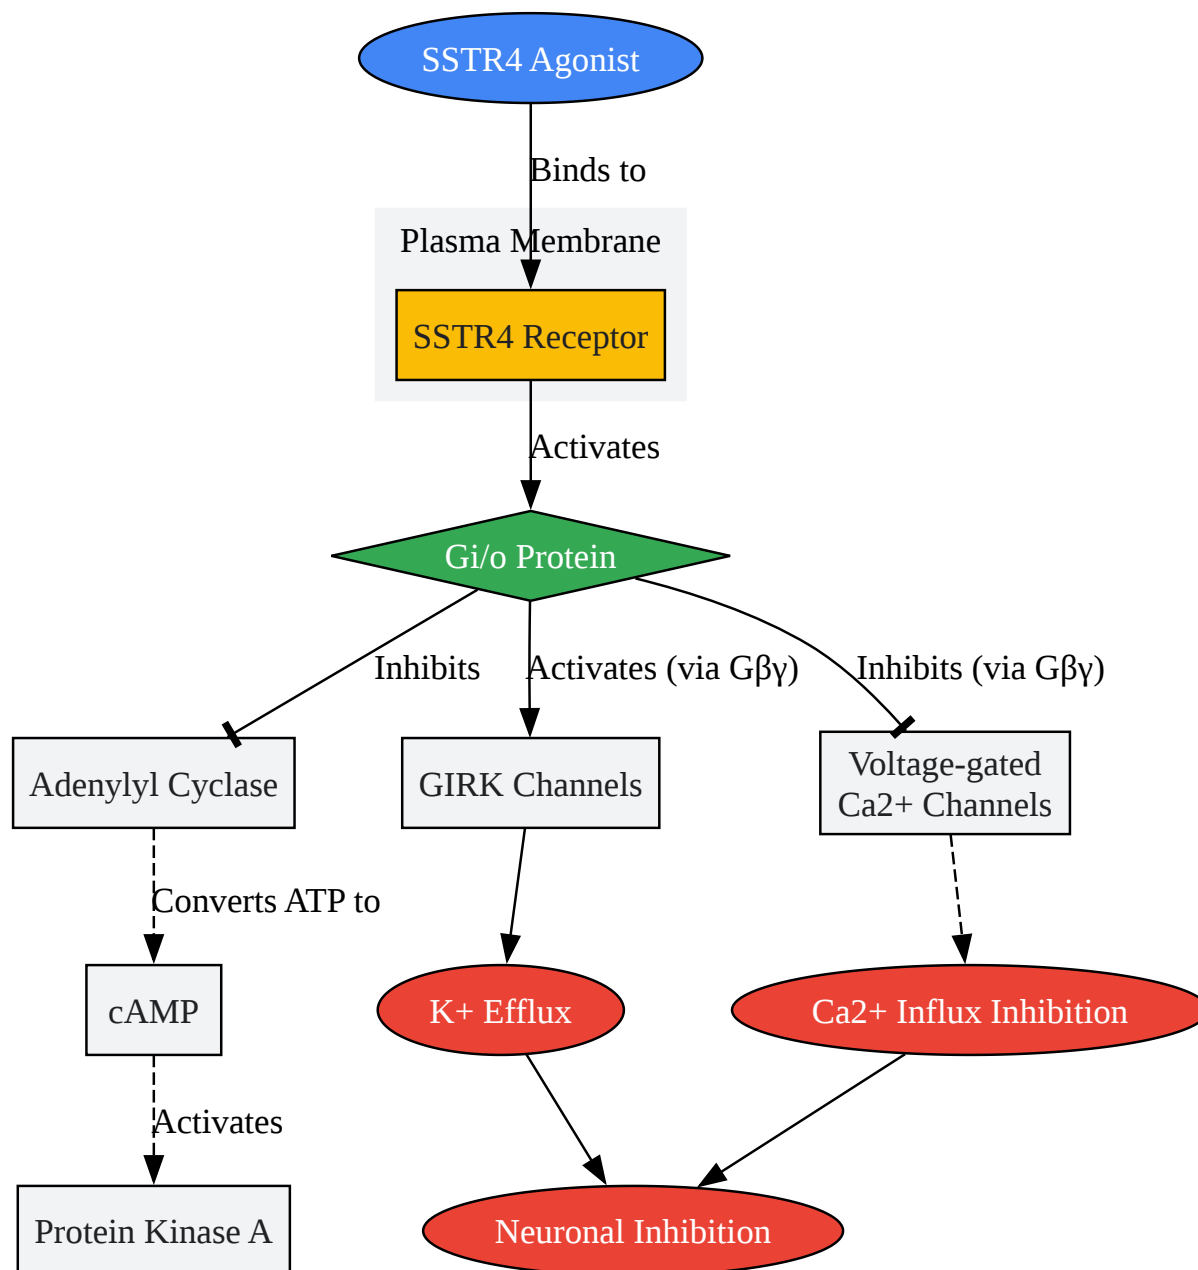 SSTR4 Agonist
Binds to
Plasma Membrane
SSTR4 Receptor
Activates
Gi/o Protein
Inhibits
Activates (via Gβγ)
Inhibits (via Gβγ)
Adenylyl Cyclase
GIRK Channels
Voltage-gated
Ca2+ Channels
Converts ATP to
cAMP
K+ Efflux
Ca2+ Influx Inhibition
Activates
Protein Kinase A
Neuronal Inhibition